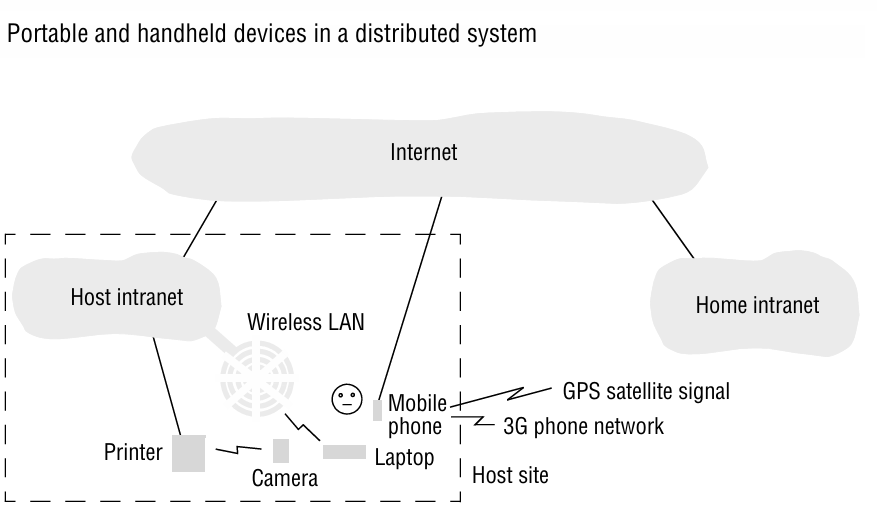 Portable and handheld devices in a distributed system
Internet
Host intranet
Home intranet
Wireless LAN
GPS satellite signal
Mobile
phone
3G phone network
Printer
Laptop
Camera
Host site